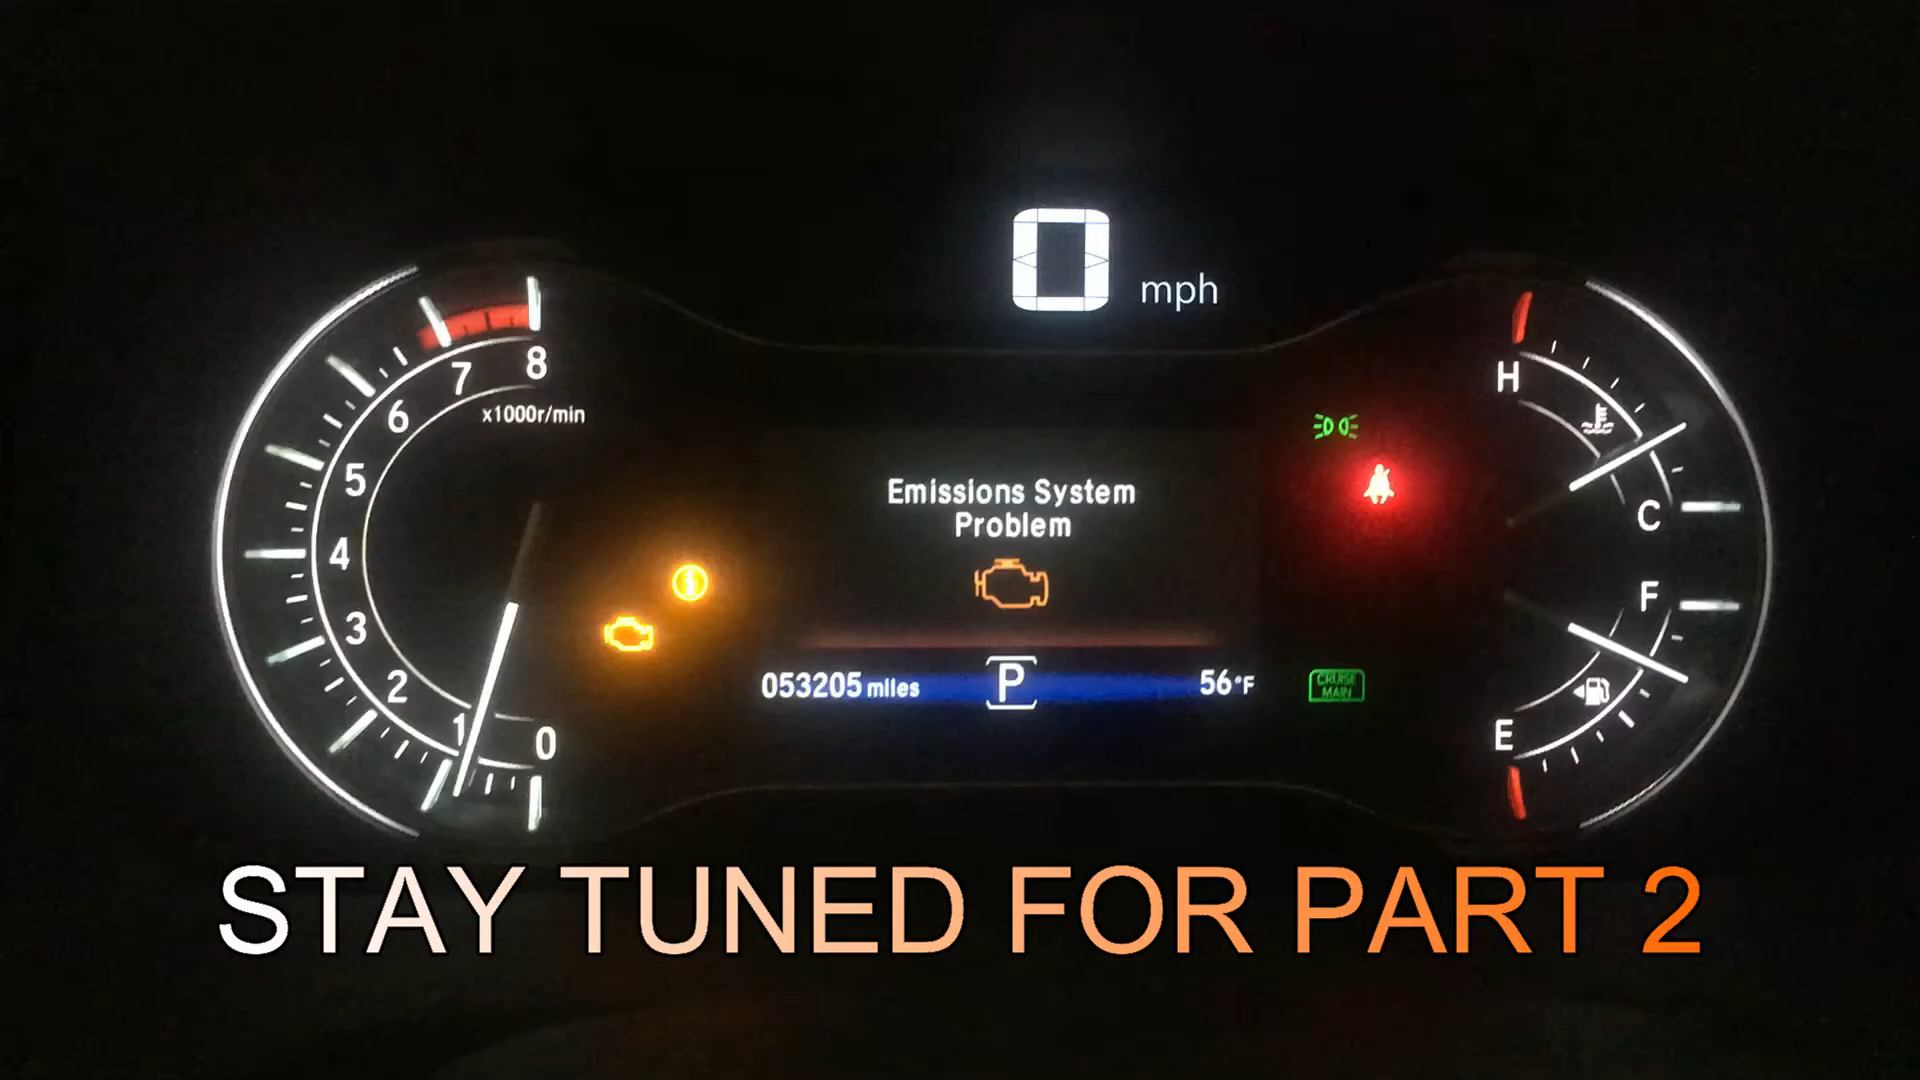 0 mph
8
7
x1000r/min
6
5
4
3
2
1
0
Emissions System
Problem
053205 miles
P
56°F
CRUISE
MAIN
H
C
F
E
STAY TUNED FOR PART 2